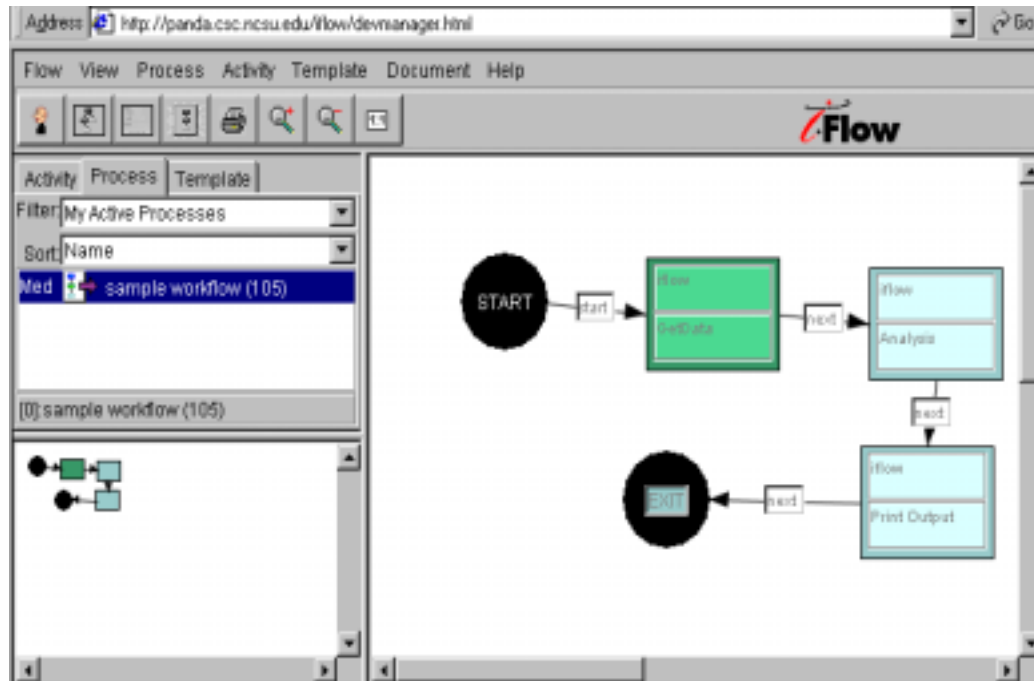 Address http://panda.csc.ncsu.edu/iflow/devmanager.html Go
Flow View Process Activity Template Document Help
i-Flow
Activity Process Template
Filter: My Active Processes
Sort: Name
Med sample workflow (105)
[0]:sample workflow (105)
START
start
iflow
GetData
next
iflow
Analysis
next
iflow
Print Output
next
EXIT